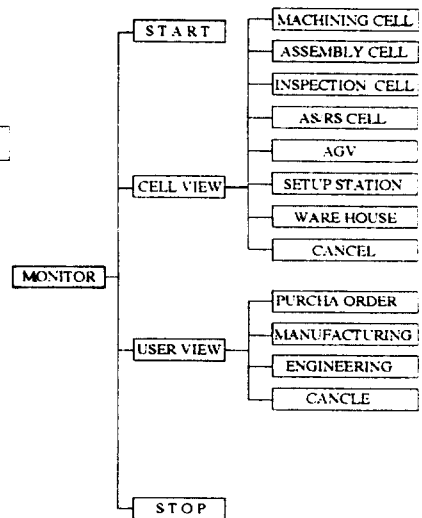 MONITOR
START
CELL VIEW
MACHINING CELL
ASSEMBLY CELL
INSPECTION CELL
AS/RS CELL
AGV
SETUP STATION
WARE HOUSE
CANCEL
USER VIEW
PURCHA ORDER
MANUFACTURING
ENGINEERING
CANCLE
STOP